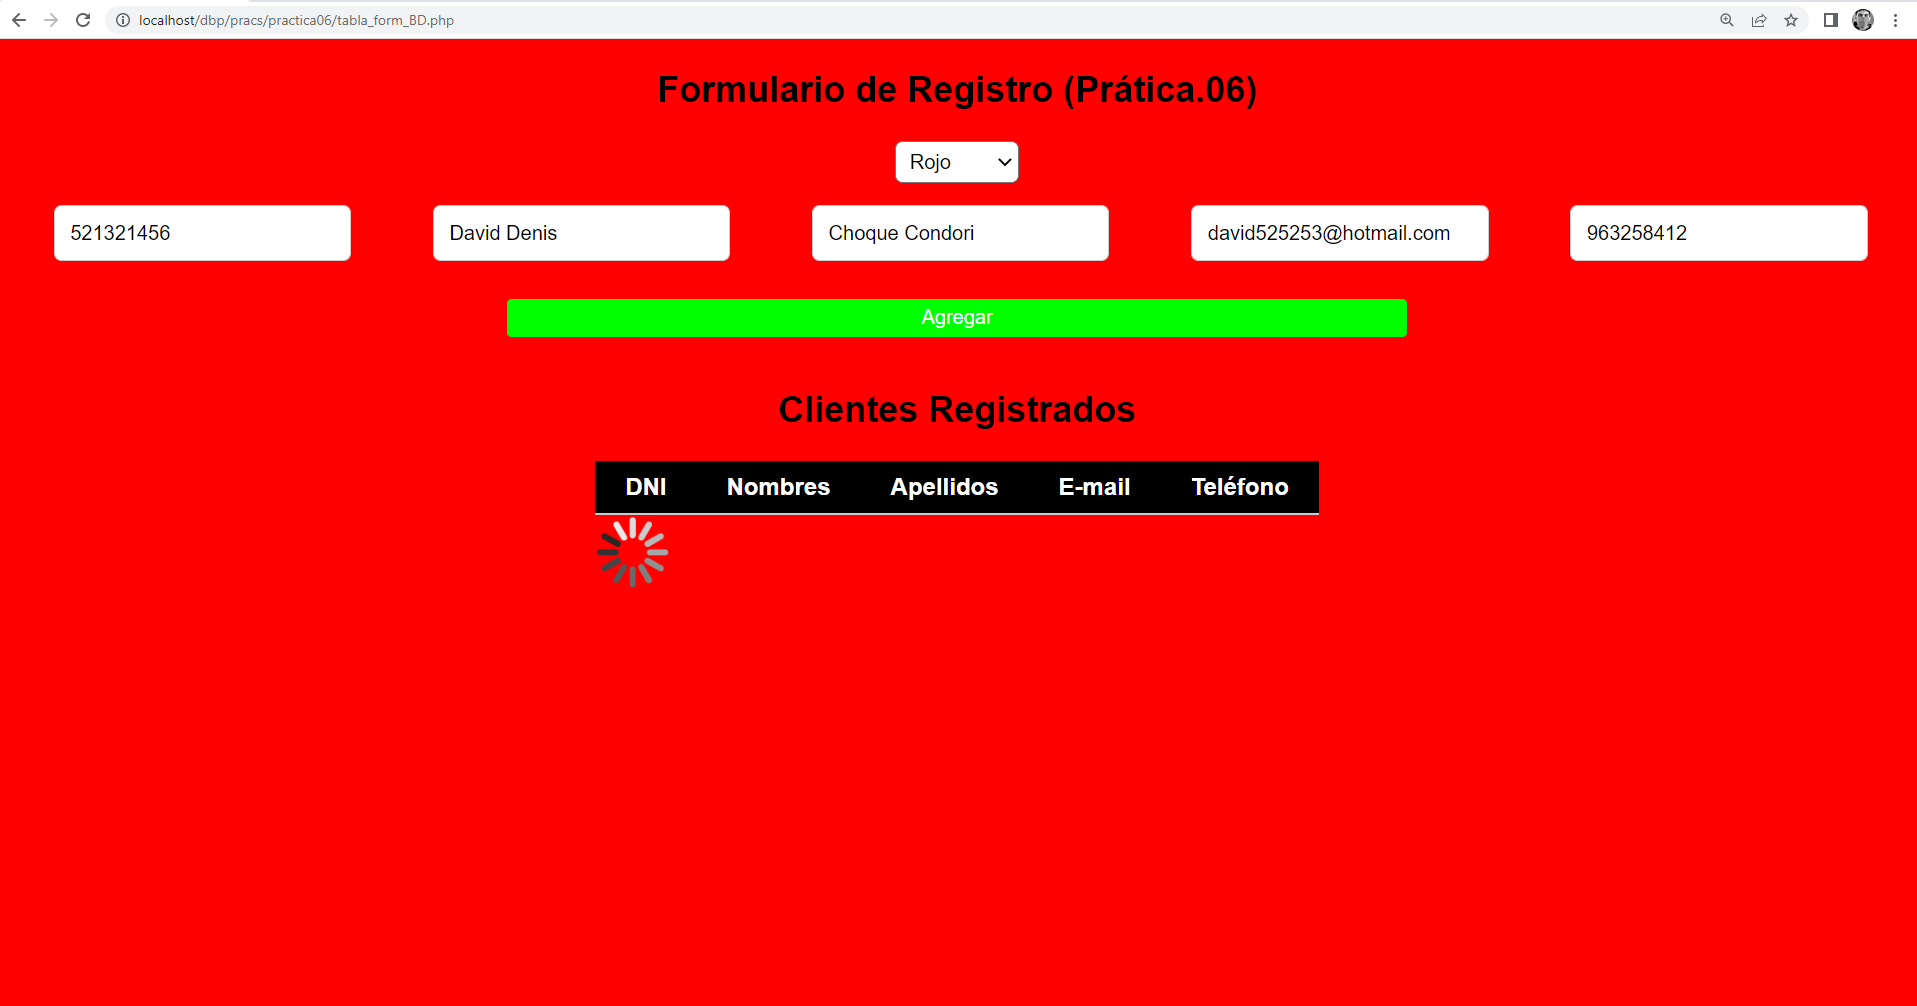 localhost/dbp/pracs/practica06/tabla_form_BD.php
Formulario de Registro (Prática.06)
Rojo
521321456 David Denis Choque Condori david525253@hotmail.com 963258412
Agregar
Clientes Registrados
DNI Nombres Apellidos E-mail Teléfono